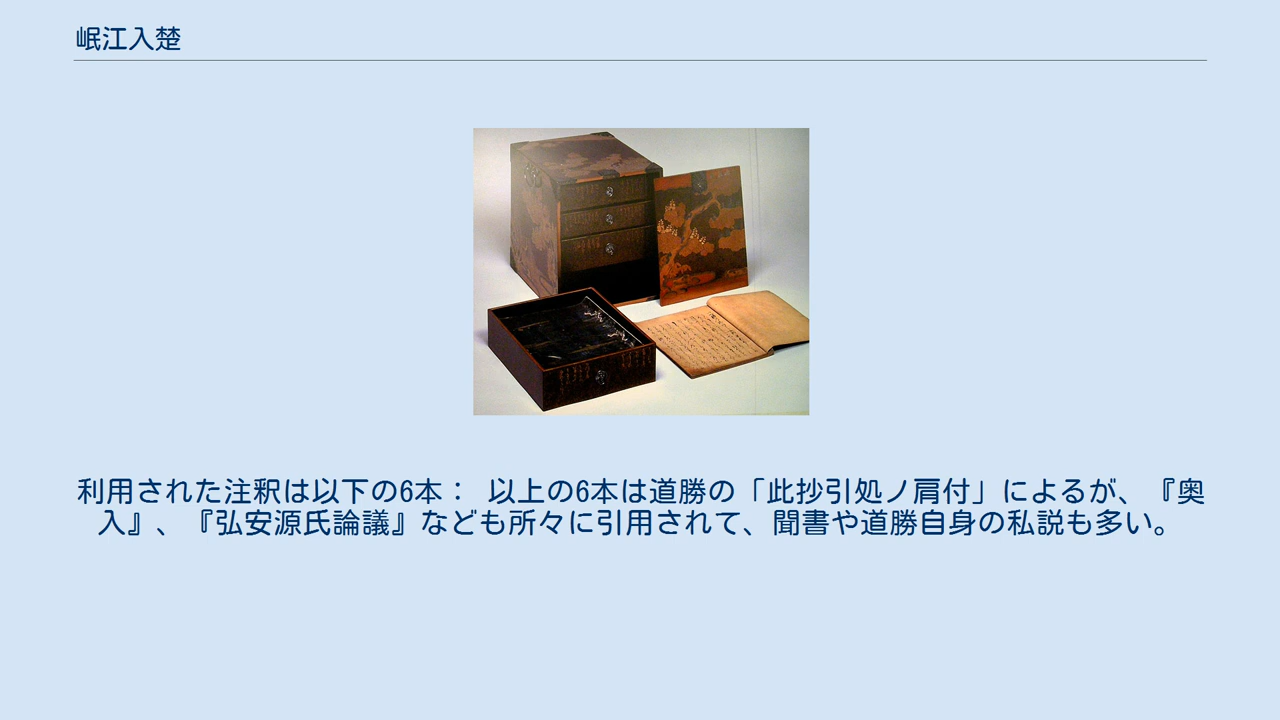 岷江入楚
利用された注釈は以下の6本： 以上の6本は道勝の「此抄引処ノ肩付」によるが、『奥
入』、『弘安源氏論議』なども所々に引用されて、聞書や道勝自身の私説も多い。